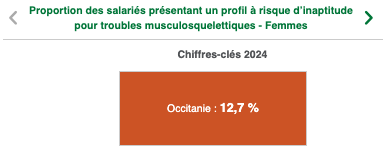 Proportion des salariés présentant un profil à risque d'inaptitude
pour troubles musculosquelettiques - Femmes
Chiffres-clés 2024
Occitanie : 12,7 %